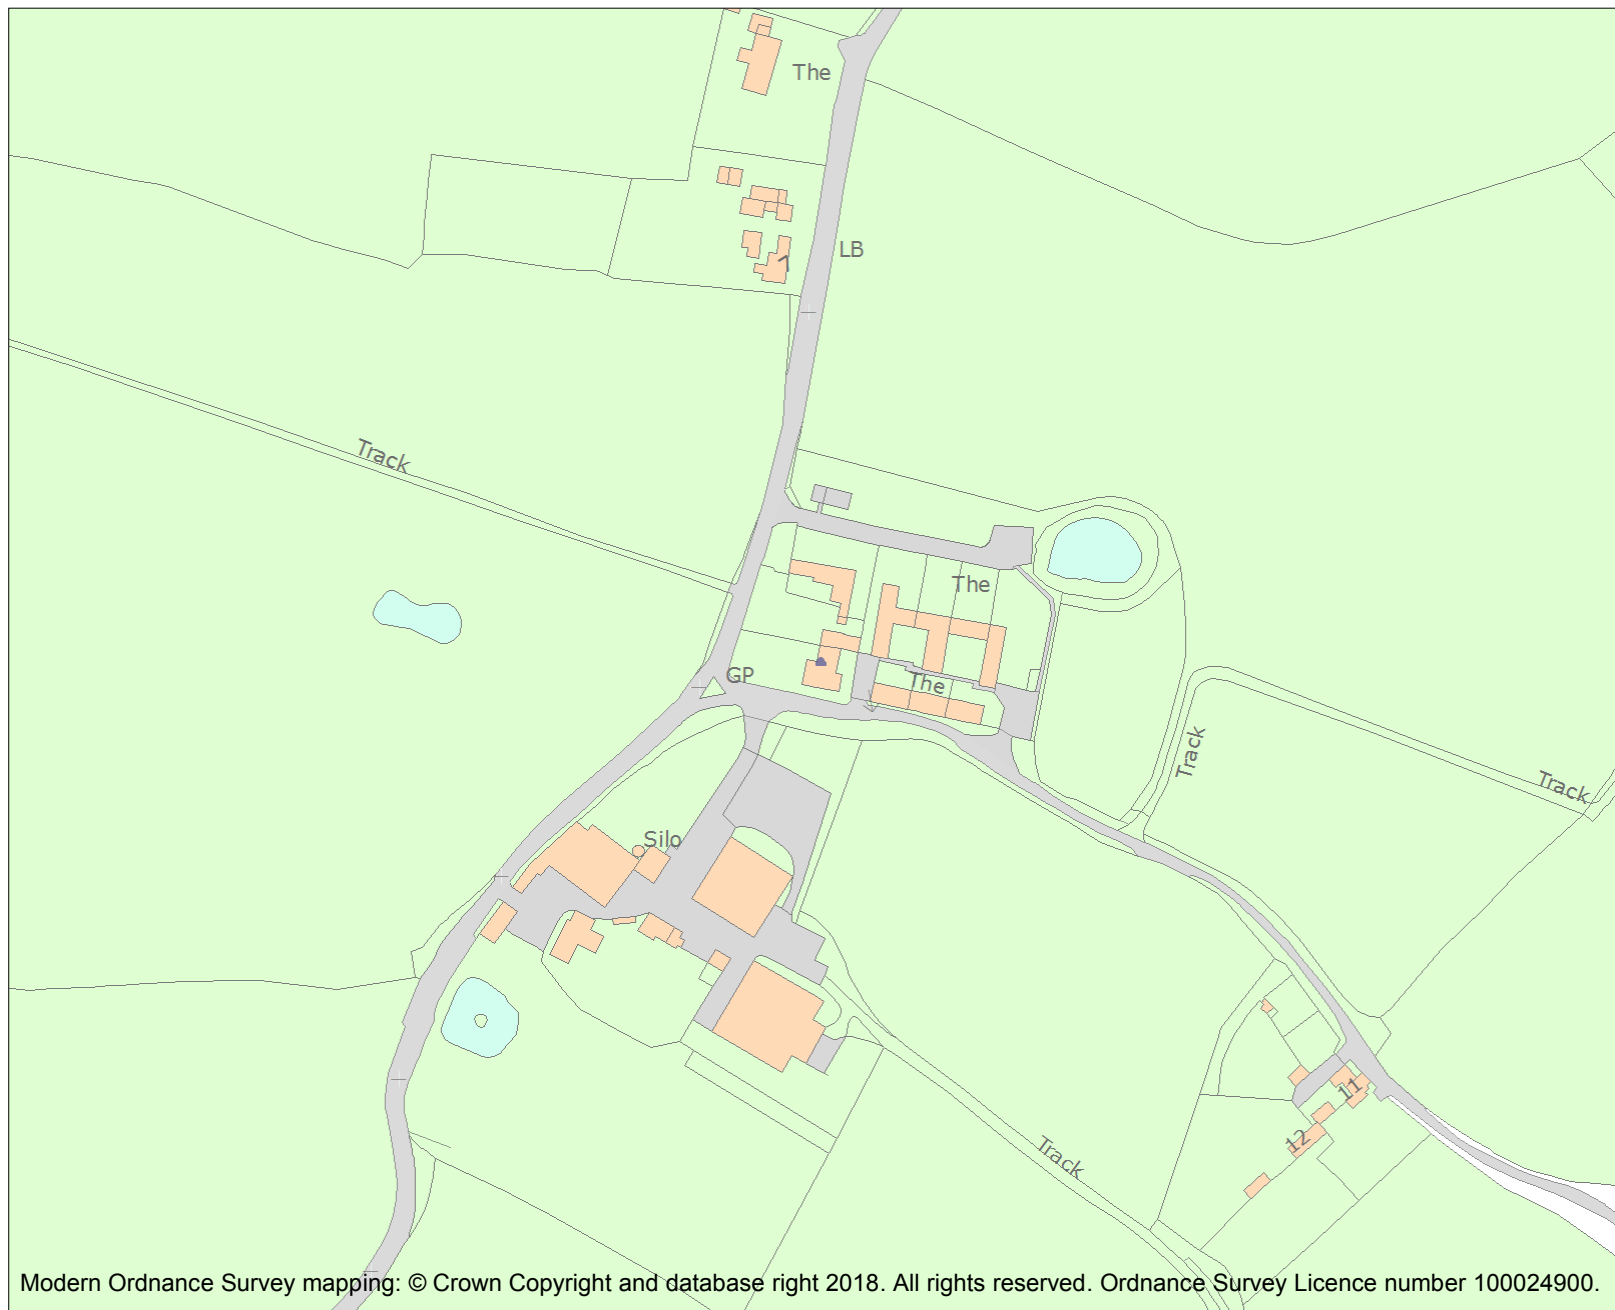 The
7
LB
Track
The
GP
The
Track
Track
Silo
11
12
Track
Modern Ordnance Survey mapping: © Crown Copyright and database right 2018. All rights reserved. Ordnance Survey Licence number 100024900.